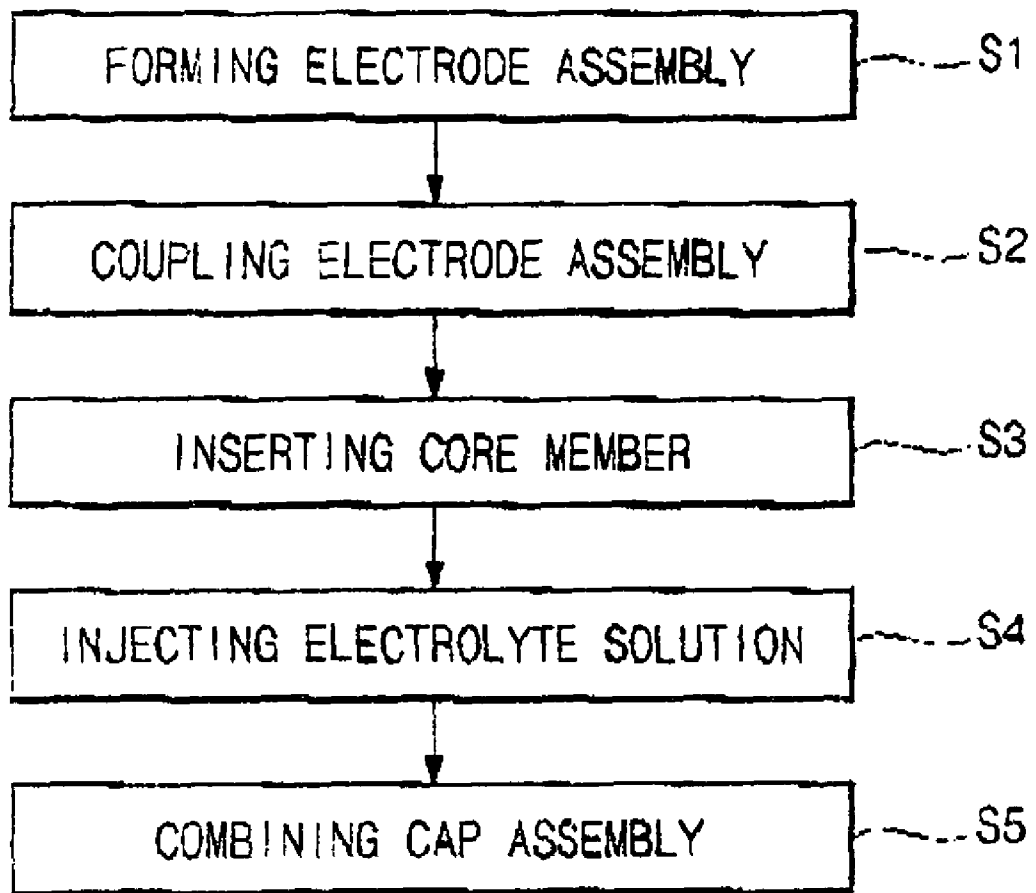 FORMING ELECTRODE ASSEMBLY S1
COUPLING ELECTRODE ASSEMBLY S2
INSERTING CORE MEMBER S3
INJECTING ELECTROLYTE SOLUTION S4
COMBINING CAP ASSEMBLY S5